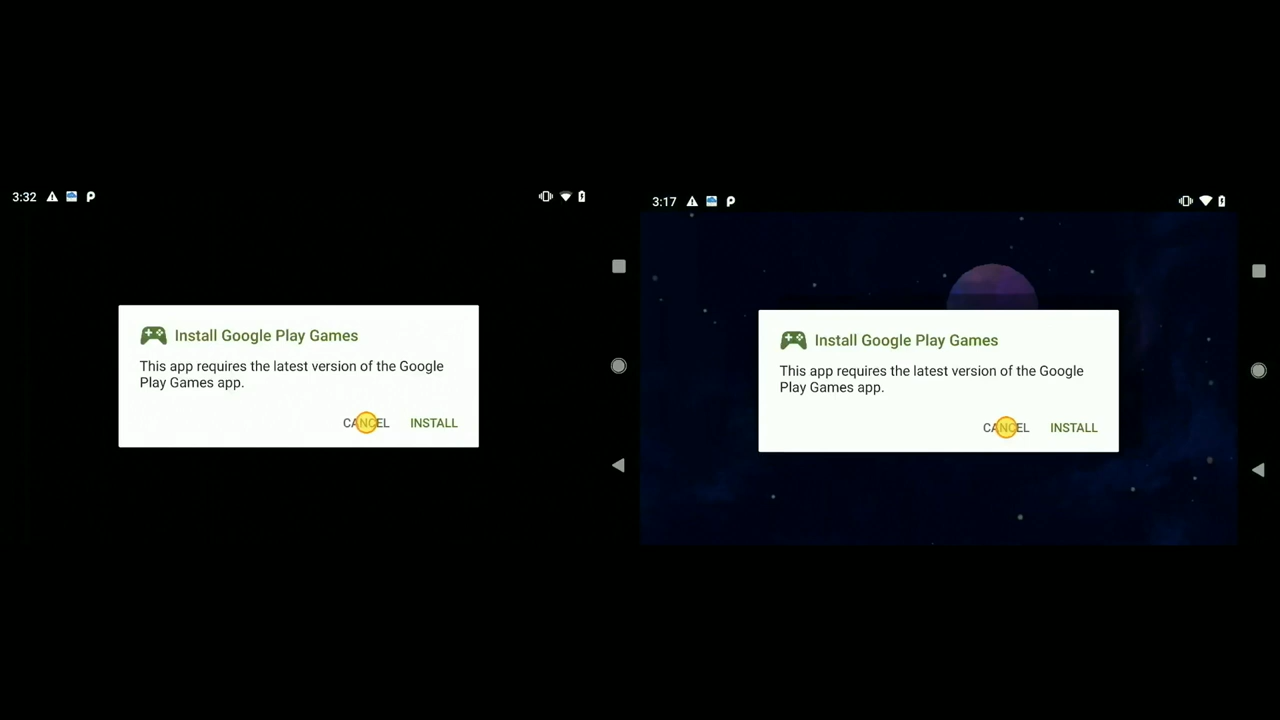 3:32
Install Google Play Games
This app requires the latest version of the Google
Play Games app.
CANCEL INSTALL
3:17
Install Google Play Games
This app requires the latest version of the Google
Play Games app.
CANCEL INSTALL